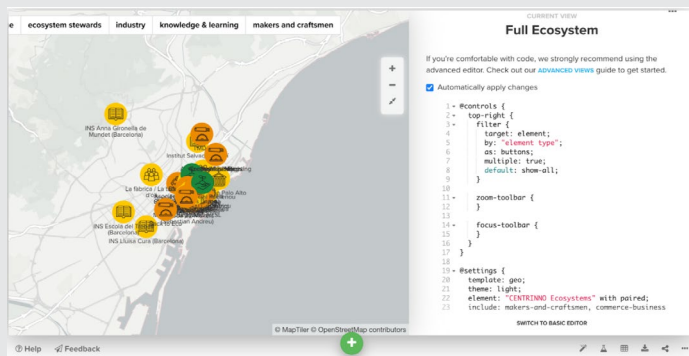 e ecosystem stewards industry knowledge & learning makers and craftsmen
INS Anna Gironella de
Mundet (Barcelona)
Institut Salvac
La fàbrica / La
Palo Alto
INS Escola del
(Barcelona)
INS Lluïsa Cura (Barcelona)
© MapTiler © OpenStreetMap contributors
CURRENT VIEW
Full Ecosystem
If you're comfortable with code, we strongly recommend using the
advanced editor. Check out our ADVANCED VIEWS guide to get started.
Automatically apply changes
1 @controls {
2 top-right {
3 filter {
4 target: element;
5 by: "element type";
6 as: buttons;
7 multiple: true;
8 default: show-all;
9 }
10
11 zoom-toolbar {
12 }
13
14 focus-toolbar {
15 }
16 }
17 }
18
19 @settings {
20 template: geo;
21 theme: light;
22 element: "CENTRINNO Ecosystems" with paired;
23 include: makers-and-craftsmen, commerce-business
SWITCH TO BASIC EDITOR
Help Feedback